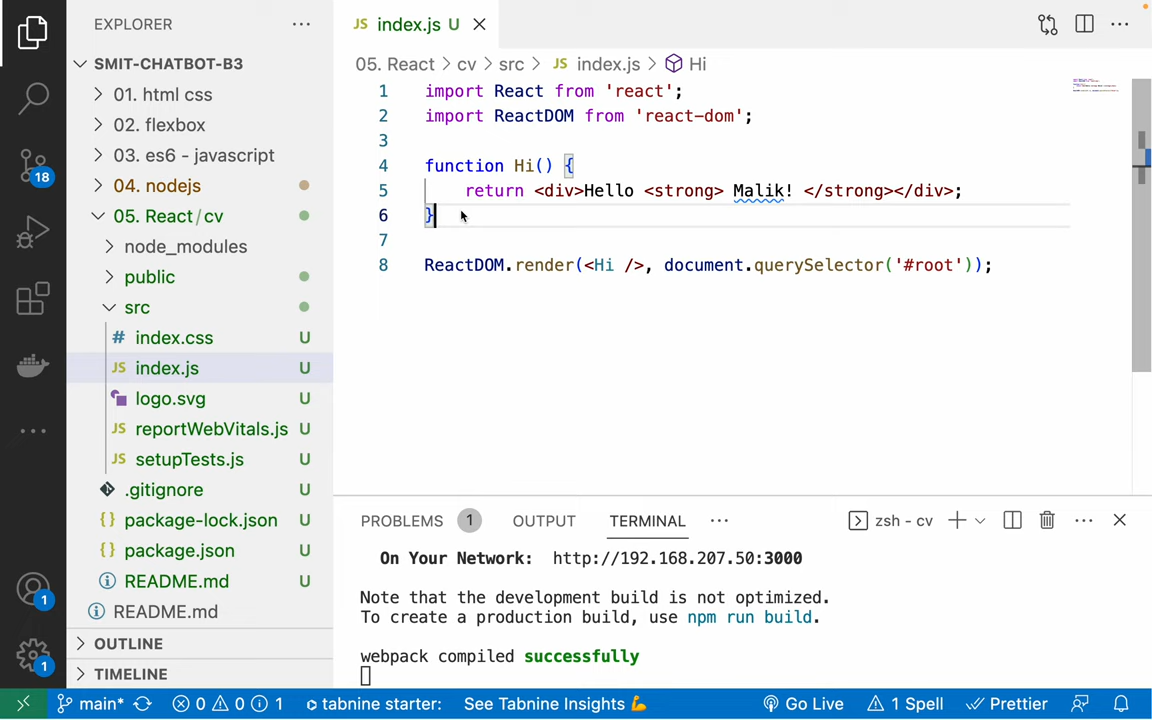 EXPLORER
SMIT-CHATBOT-B3
01. html css
02. flexbox
03. es6 - javascript
04. nodejs
05. React / cv
node_modules
public
src
# index.css U
JS index.js U
logo.svg U
JS reportWebVitals.js U
JS setupTests.js U
.gitignore U
{} package-lock.json U
{} package.json U
README.md U
README.md
OUTLINE
TIMELINE
18
1
1
JS index.js U
05. React > cv > src > JS index.js > Hi
1 import React from 'react';
2 import ReactDOM from 'react-dom';
3
4 function Hi() {
5 return <div>Hello <strong> Malik! </strong></div>;
6 }
7
8 ReactDOM.render(<Hi />, document.querySelector('#root'));
PROBLEMS 1 OUTPUT TERMINAL ··· zsh - cv
On Your Network: http://192.168.207.50:3000
Note that the development build is not optimized.
To create a production build, use npm run build.
webpack compiled successfully
main* 0 0 1 tabnine starter: See Tabnine Insights 💪 Go Live 1 Spell Prettier